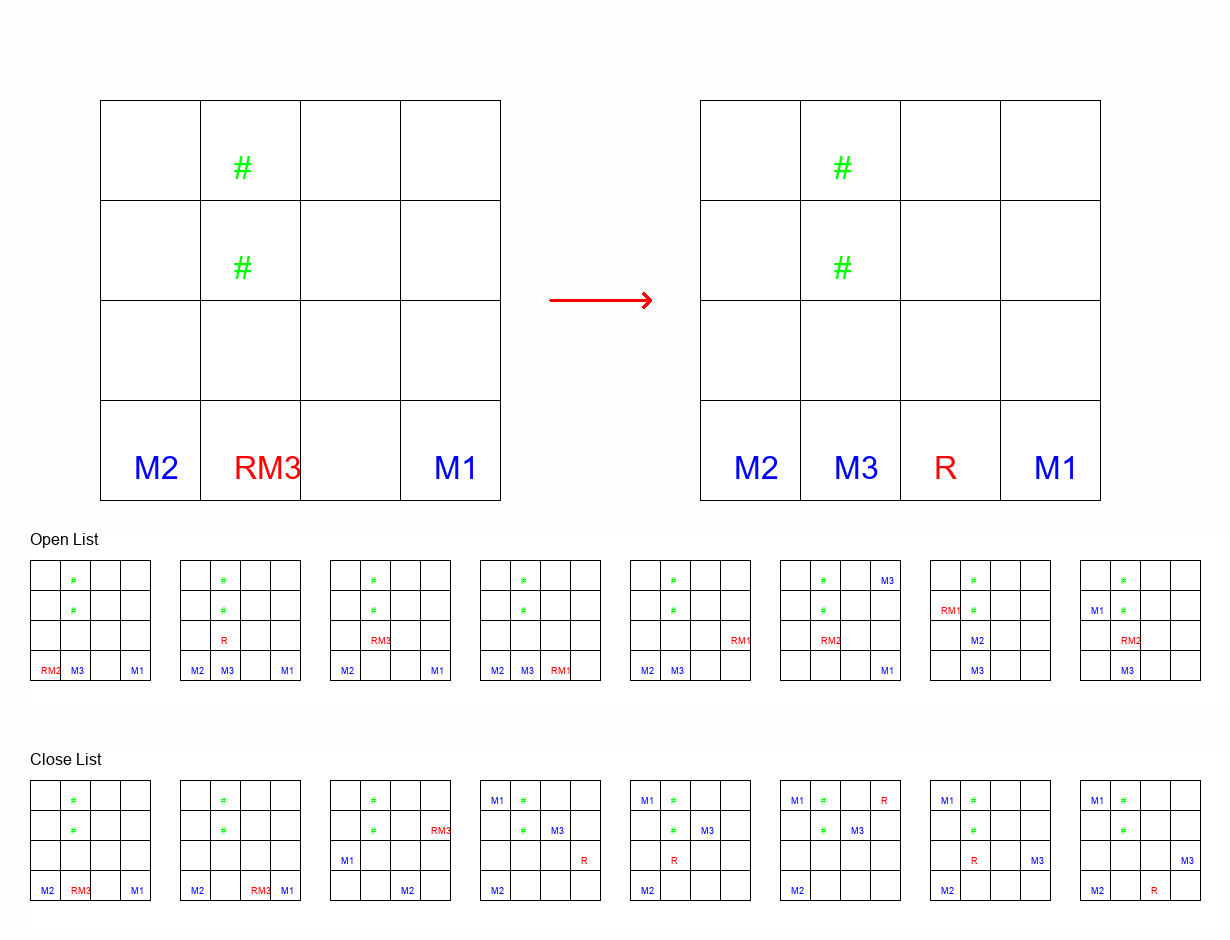 # #
# #
M2 RM3 M1 M2 M3 R M1
Open List
# # # # # # # #
# # # # # # RM1 # M1 #
R RM3 RM1 RM2 M2 RM2
RM2 M3 M1 M2 M3 M1 M2 M1 M2 M3 RM1 M2 M3 M1 M3 M3
M3
Close List
# # # M1 # M1 # M1 # R M1 # M1 #
# # # RM3 # M3 # M3 # M3 # #
M1 R R R M3 M3
M2 RM3 M1 M2 RM3 M1 M2 M2 M2 M2 M2 M2 R